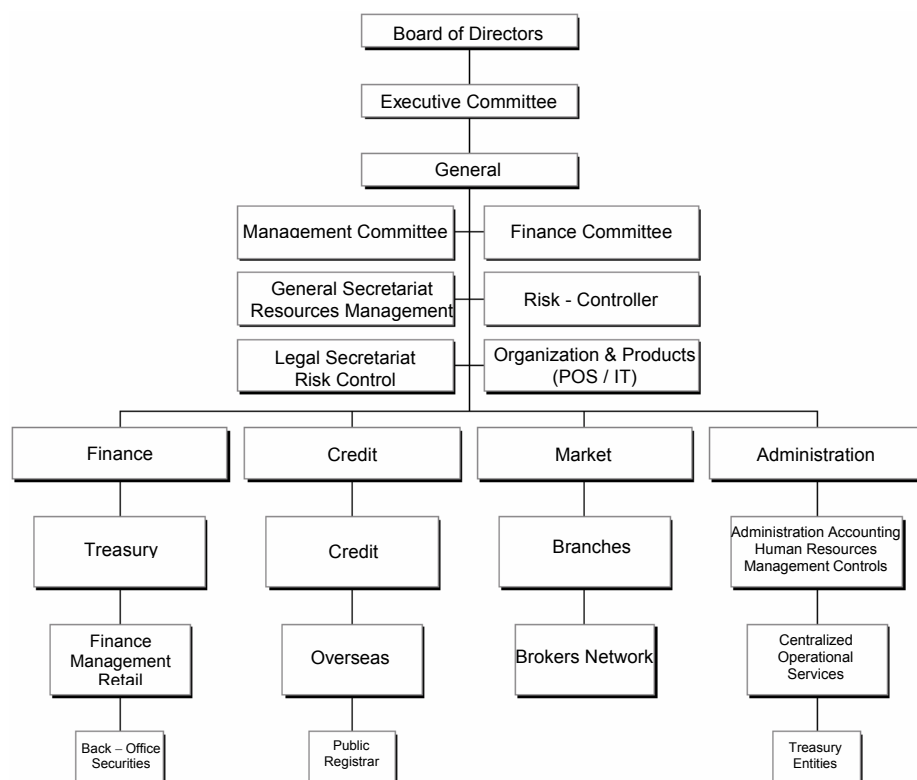 Board of Directors
Executive Committee
General
Management Committee
Finance Committee
General Secretariat
Resources Management
Risk - Controller
Legal Secretariat
Risk Control
Organization & Products
(POS / IT)
Finance
Credit
Market
Administration
Treasury
Credit
Branches
Administration Accounting
Human Resources
Management Controls
Finance
Management
Retail
Overseas
Brokers Network
Centralized
Operational
Services
Back – Office
Securities
Public
Registrar
Treasury
Entities